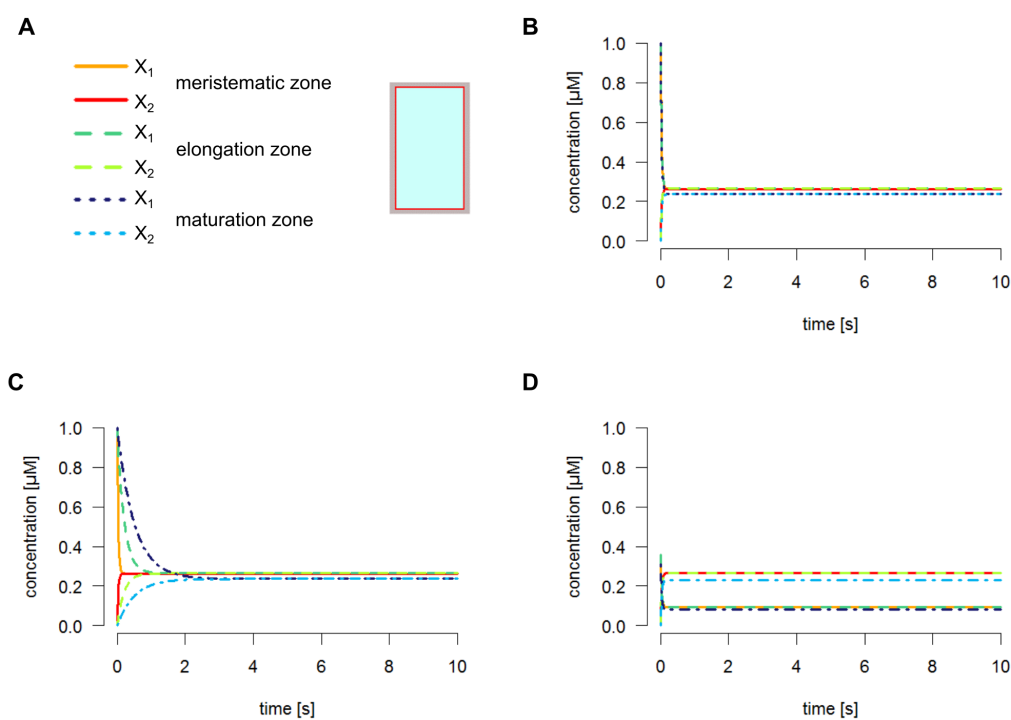 A
X₁
meristematic zone
X₂
X₁
elongation zone
X₂
X₁
maturation zone
X₂
B
concentration [µM]
1.0
0.8
0.6
0.4
0.2
0.0
0 2 4 6 8 10
time [s]
C
concentration [µM]
1.0
0.8
0.6
0.4
0.2
0.0
0 2 4 6 8 10
time [s]
D
concentration [µM]
1.0
0.8
0.6
0.4
0.2
0.0
0 2 4 6 8 10
time [s]